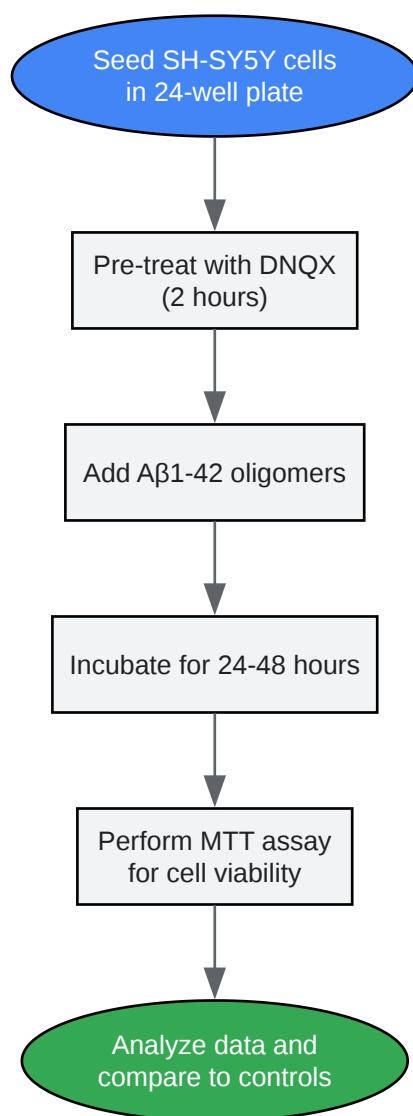 Seed SH-SY5Y cells
in 24-well plate
Pre-treat with DNQX
(2 hours)
Add Aβ1-42 oligomers
Incubate for 24-48 hours
Perform MTT assay
for cell viability
Analyze data and
compare to controls